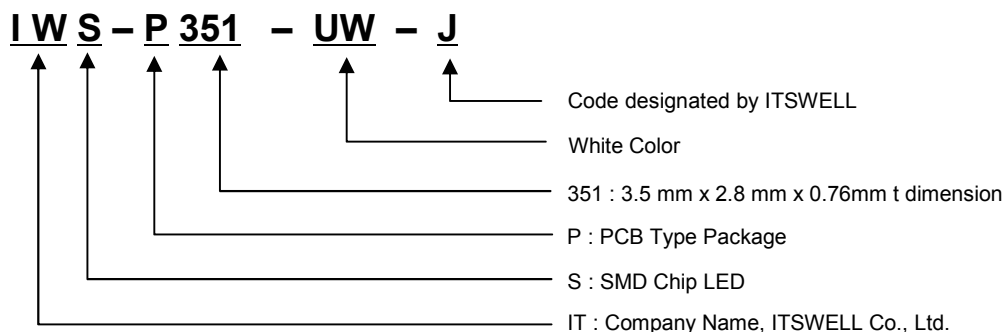 I W S – P 351 – UW – J
Code designated by ITSWELL
White Color
351 : 3.5 mm x 2.8 mm x 0.76mm t dimension
P : PCB Type Package
S : SMD Chip LED
IT : Company Name, ITSWELL Co., Ltd.